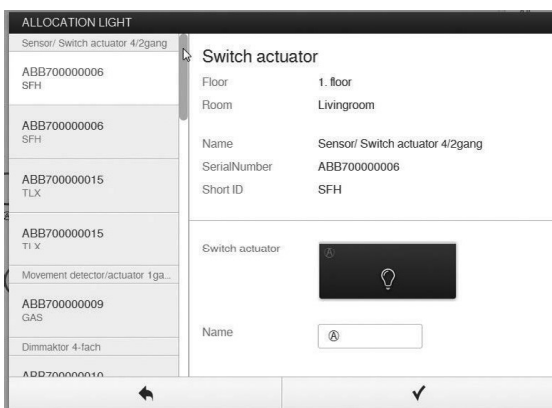 ALLOCATION LIGHT
Sensor/ Switch actuator 4/2gang
ABB700000006
SFH
ABB700000006
SFH
ABB700000015
TLX
ABB700000015
TLX
Movement detector/actuator 1ga...
ABB700000009
GAS
Dimmaktor 4-fach
ABB700000010
Switch actuator
Floor 1. floor
Room Livingroom
Name Sensor/ Switch actuator 4/2gang
SerialNumber ABB700000006
Short ID SFH
Switch actuator Ⓐ
Name Ⓐ